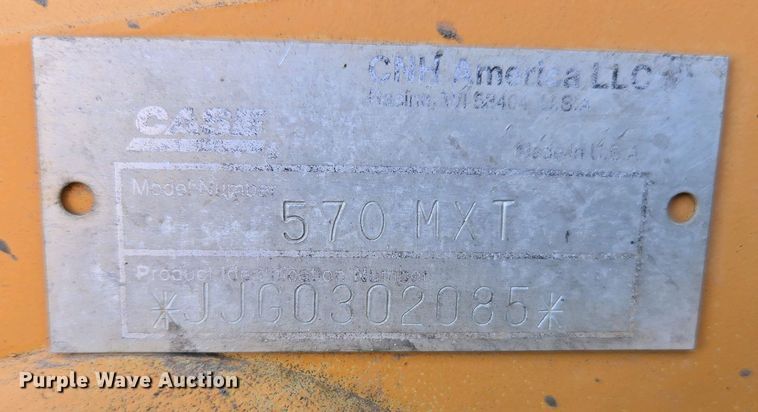 CNH America LLC
Racine, WI 53404 U.S.A.
CASE
Made in U.S.A.
Model Number
570 MXT
Product Identification Number
*JJG0302085*
Purple Wave Auction